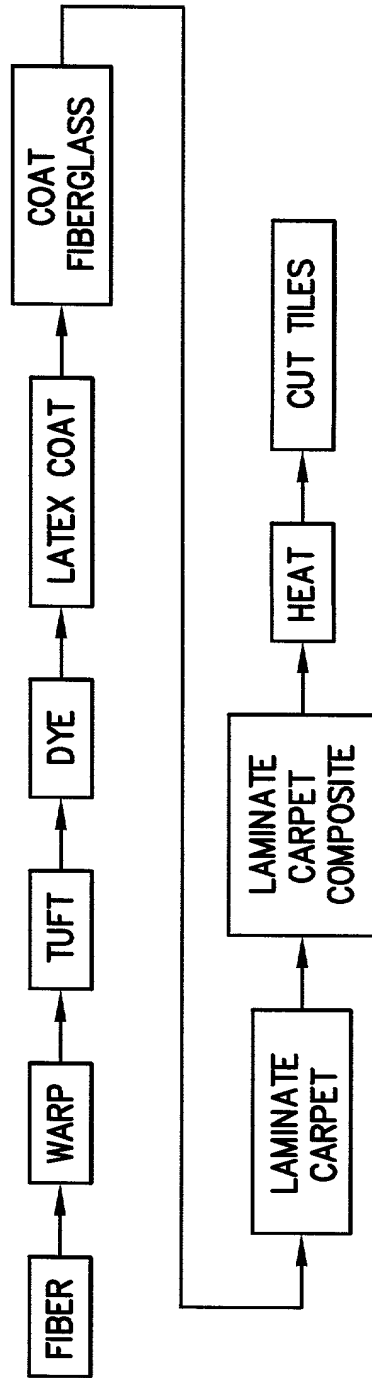 FIBER
WARP
TUFT
DYE
LATEX COAT
COAT
FIBERGLASS
LAMINATE
CARPET
LAMINATE
CARPET
COMPOSITE
HEAT
CUT TILES